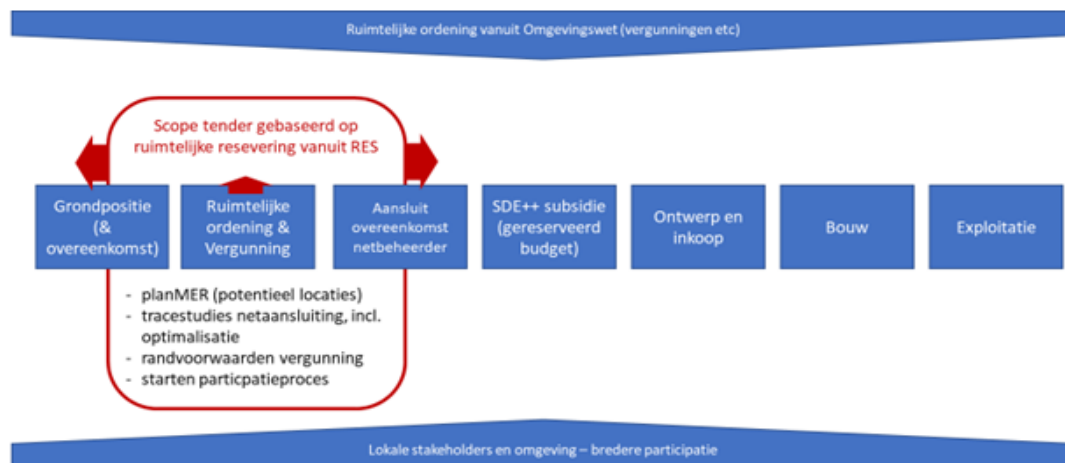 Ruimtelijke ordening vanuit Omgevingswet (vergunningen etc)
Scope tender gebaseerd op
ruimtelijke resevering vanuit RES
Grondpositie
(&
overeenkomst)
Ruimtelijke
ordening &
Vergunning
Aansluit
overeenkomst
netbeheerder
SDE++ subsidie
(gereserveerd
budget)
Ontwerp en
inkoop
Bouw
Exploitatie
- planMER (potentieel locaties)
- tracestudies netaansluiting, incl.
optimalisatie
- randvoorwaarden vergunning
- starten particpatieproces
Lokale stakeholders en omgeving – bredere participatie